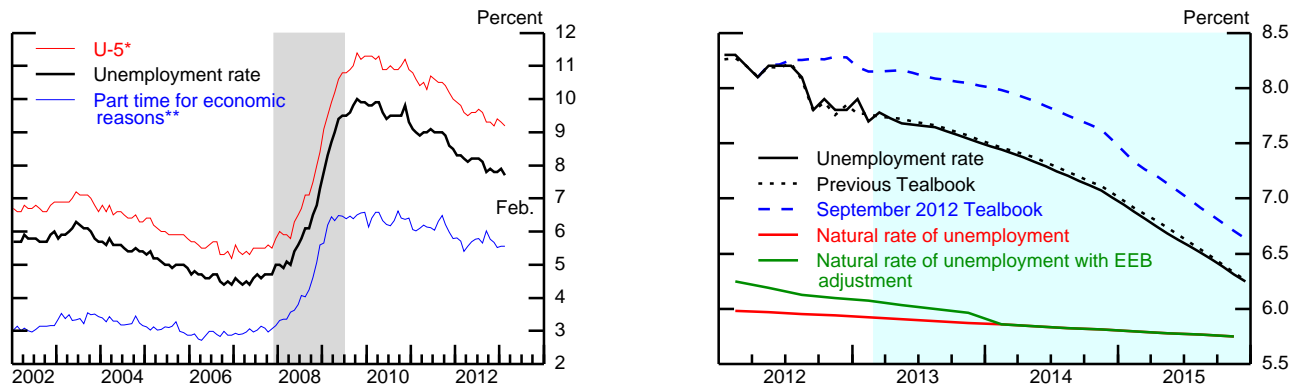 Percent
12
11
10
9
8
7
6
5
4
3
2
U-5*
Unemployment rate
Part time for economic
reasons**
Feb.
2002 2004 2006 2008 2010 2012
Percent
8.5
8.0
7.5
7.0
6.5
6.0
5.5
Unemployment rate
Previous Tealbook
September 2012 Tealbook
Natural rate of unemployment
Natural rate of unemployment with EEB
adjustment
2012 2013 2014 2015